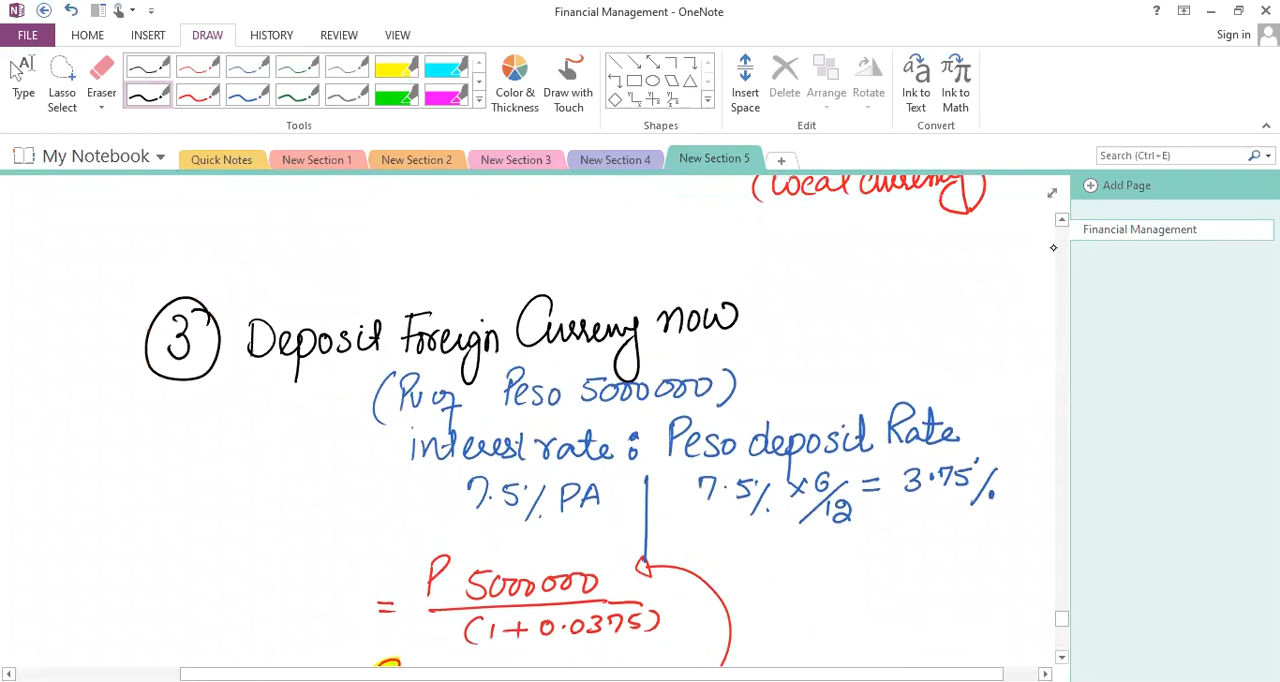 Financial Management - OneNote
?
FILE HOME INSERT DRAW HISTORY REVIEW VIEW
Sign in
Type
Lasso Select
Eraser
Color & Thickness
Draw with Touch
Insert Space
Delete
Arrange
Rotate
Ink to Text
Ink to Math
Tools
Shapes
Edit
Convert
My Notebook
Quick Notes
New Section 1
New Section 2
New Section 3
New Section 4
New Section 5
Search (Ctrl+E)
Add Page
Financial Management
(Local Currency)
3 Deposit Foreign Currency now
(Pv of Peso 5000000)
interest rate : Peso deposit Rate
7.5% PA 7.5% x 6/12 = 3.75%
= P 5000000
(1 + 0.0375)